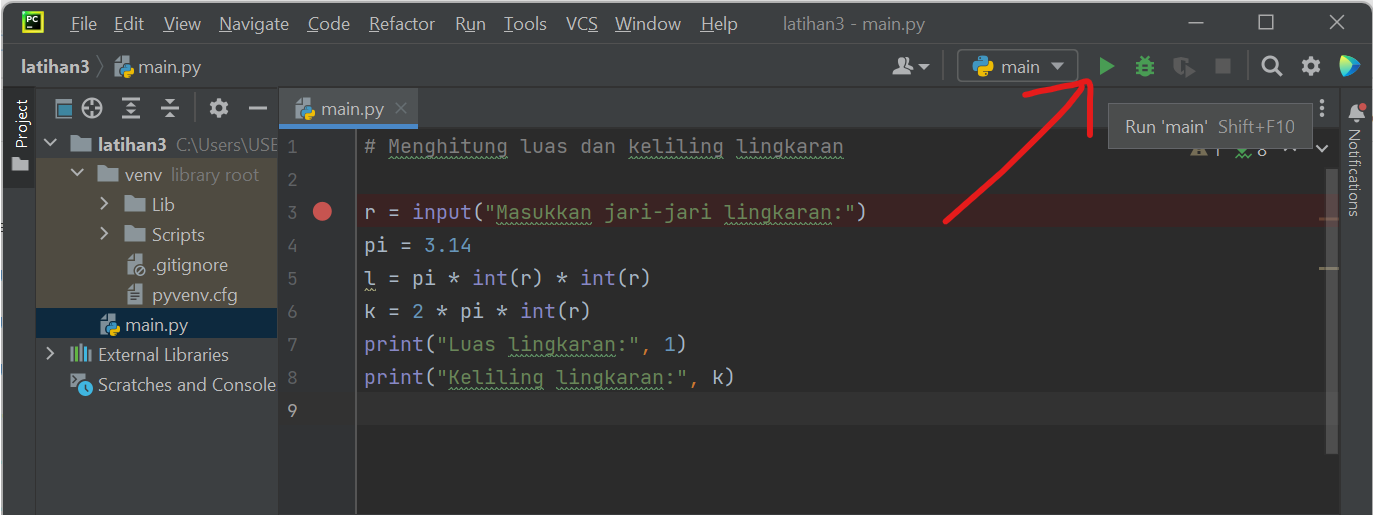 PC File Edit View Navigate Code Refactor Run Tools VCS Window Help latihan3 - main.py
latihan3 main.py main
Project main.py
Run 'main' Shift+F10
latihan3 C:\Users\USE
venv library root
Lib
Scripts
.gitignore
pyvenv.cfg
main.py
External Libraries
Scratches and Console
1 # Menghitung luas dan keliling lingkaran
2
3 r = input("Masukkan jari-jari lingkaran:")
4 pi = 3.14
5 l = pi * int(r) * int(r)
6 k = 2 * pi * int(r)
7 print("Luas lingkaran:", 1)
8 print("Keliling lingkaran:", k)
9
Notifications